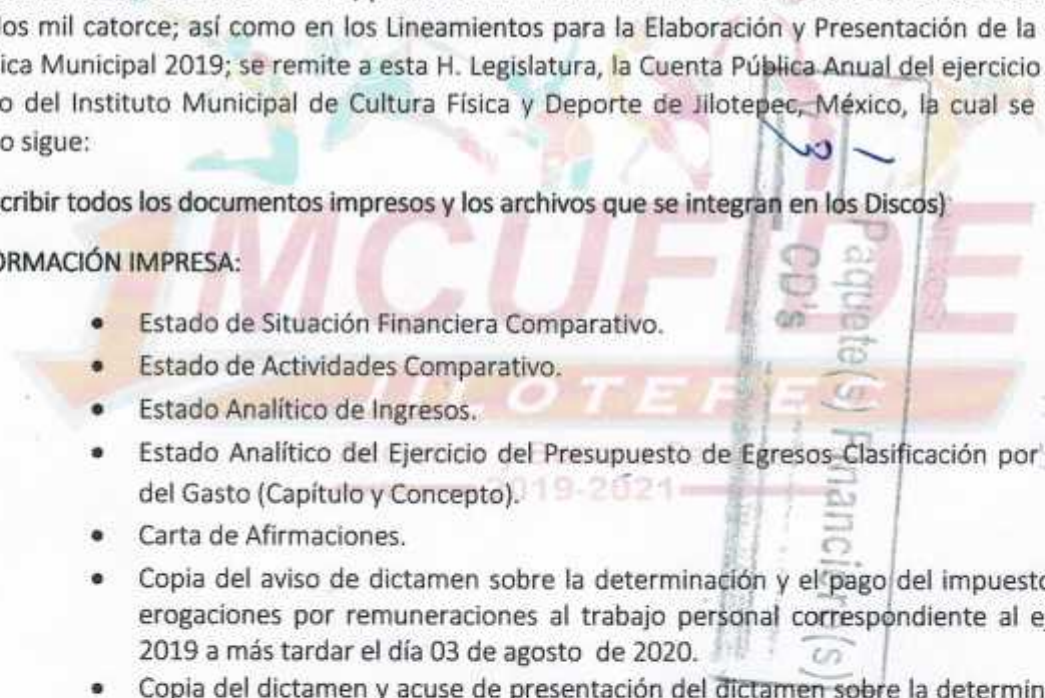 los mil catorce; así como en los Lineamientos para la Elaboración y Presentación de la
ica Municipal 2019; se remite a esta H. Legislatura, la Cuenta Pública Anual del ejercicio
o del Instituto Municipal de Cultura Física y Deporte de Jilotepec, México, la cual se
o sigue:
cribir todos los documentos impresos y los archivos que se integran en los Discos)
ORMACIÓN IMPRESA:
• Estado de Situación Financiera Comparativo.
• Estado de Actividades Comparativo.
• Estado Analítico de Ingresos.
• Estado Analítico del Ejercicio del Presupuesto de Egresos Clasificación por
del Gasto (Capítulo y Concepto).
• Carta de Afirmaciones.
• Copia del aviso de dictamen sobre la determinación y el pago del impuesto
erogaciones por remuneraciones al trabajo personal correspondiente al ej
2019 a más tardar el día 03 de agosto de 2020.
• Copia del dictamen y acuse de presentación del dictamen sobre la determin
IMCUFIDE
JILOTEPEC
2019-2021
1 Paquete(s) Financier(s)
3 CD's